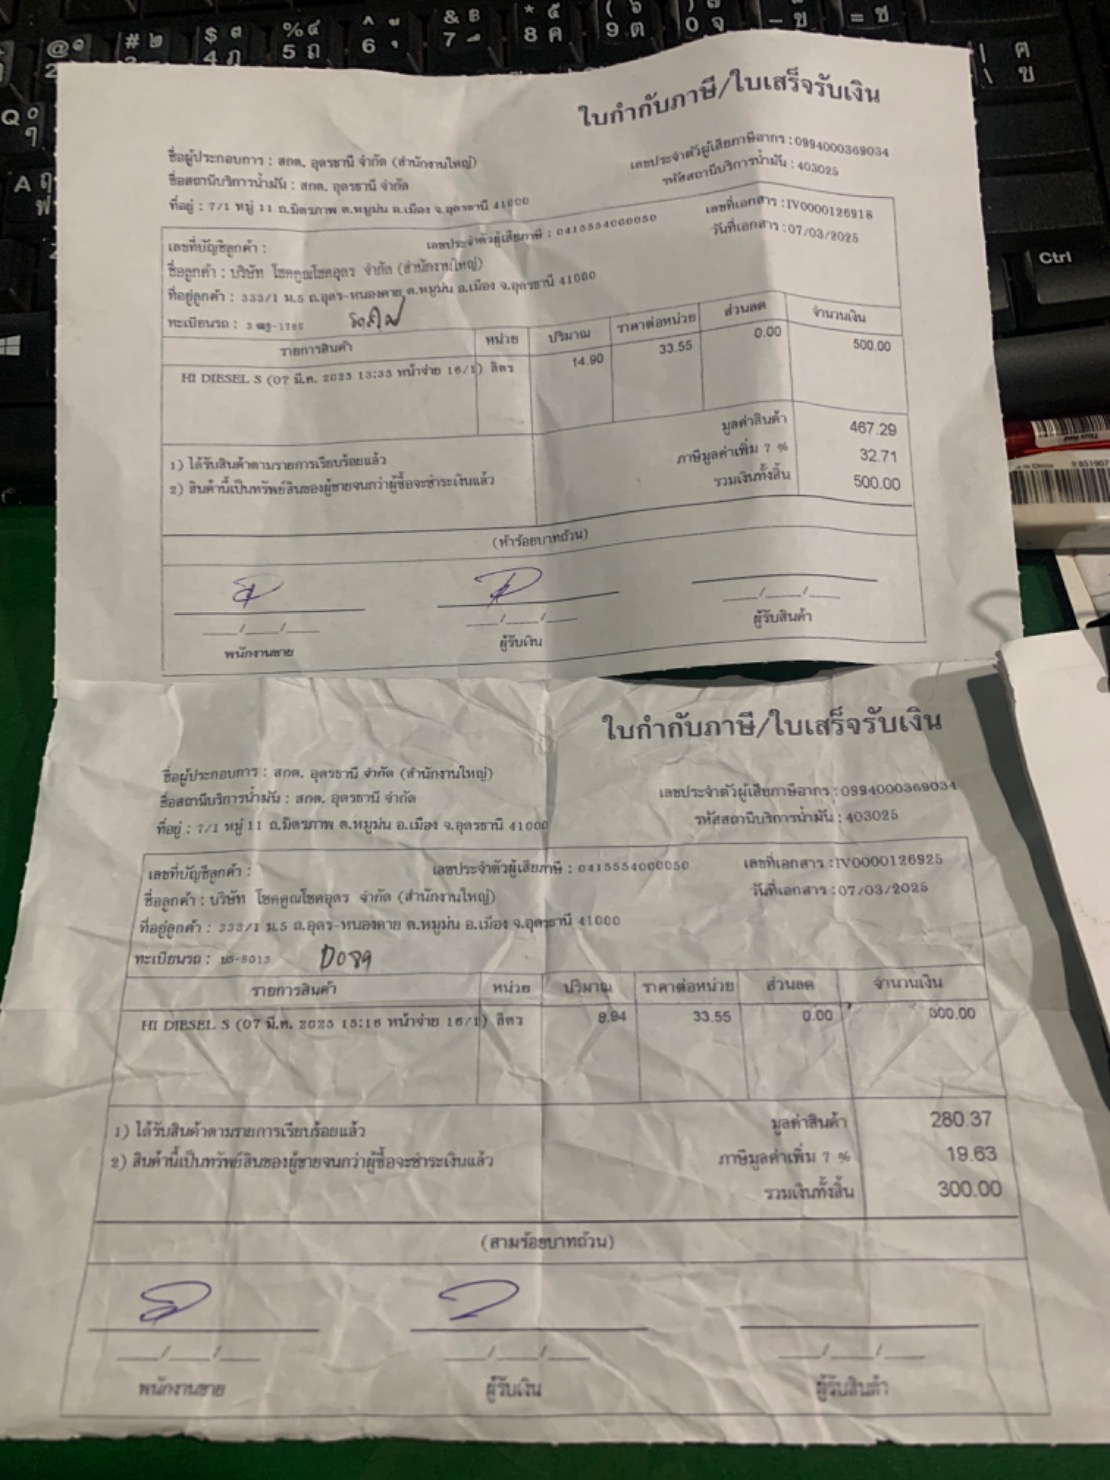 @ ๑
# ๒
2
$ ๓
4 ภ
% ๔
5 ถ
^ ู
6 ุ
& ฿
7 ึ
* ๕
8 ค
( ๖
9 ต
) ๗
0 จ
- ข
= ช
\ ฅ
ฃ
Q ๐
ๆ
A ฤ
ฟ
Ctrl
ใบกำกับภาษี/ใบเสร็จรับเงิน
ชื่อผู้ประกอบการ : สกต. อุดรธานี จำกัด (สำนักงานใหญ่)
เลขประจำตัวผู้เสียภาษีอากร : 0994000369034
ชื่อสถานีบริการน้ำมัน : สกต. อุดรธานี จำกัด
รหัสสถานีบริการน้ำมัน : 403025
ที่อยู่ : 7/1 หมู่ 11 ถ.มิตรภาพ ต.หมูม่น อ.เมือง จ.อุดรธานี 41000
เลขที่บัญชีลูกค้า : เลขประจำตัวผู้เสียภาษี : 0415554000050 เลขที่เอกสาร : IV0000126918
ชื่อลูกค้า : บริษัท โชคคูณโชคอุดร จำกัด (สำนักงานใหญ่) วันที่เอกสาร : 07/03/2025
ที่อยู่ลูกค้า : 333/1 ม.5 ถ.อุดร-หนองคาย ต.หมูม่น อ.เมือง จ.อุดรธานี 41000
ทะเบียนรถ :
รายการสินค้า หน่วย ปริมาณ ราคาต่อหน่วย ส่วนลด จำนวนเงิน
HI DIESEL S (07 มี.ค. 2025 13:35 หน้าจ่าย 16/1) ลิตร 14.90 33.55 0.00 500.00
มูลค่าสินค้า 467.29
1) ได้รับสินค้าตามรายการเรียบร้อยแล้ว ภาษีมูลค่าเพิ่ม 7 % 32.71
2) สินค้านี้เป็นทรัพย์สินของผู้ขายจนกว่าผู้ซื้อจะชำระเงินแล้ว รวมเงินทั้งสิ้น 500.00
(ห้าร้อยบาทถ้วน)
___/___/___ ___/___/___ ___/___/___
พนักงานขาย ผู้รับเงิน ผู้รับสินค้า
ใบกำกับภาษี/ใบเสร็จรับเงิน
ชื่อผู้ประกอบการ : สกต. อุดรธานี จำกัด (สำนักงานใหญ่)
เลขประจำตัวผู้เสียภาษีอากร : 0994000369034
ชื่อสถานีบริการน้ำมัน : สกต. อุดรธานี จำกัด
รหัสสถานีบริการน้ำมัน : 403025
ที่อยู่ : 7/1 หมู่ 11 ถ.มิตรภาพ ต.หมูม่น อ.เมือง จ.อุดรธานี 41000
เลขที่บัญชีลูกค้า : เลขประจำตัวผู้เสียภาษี : 0415554000050 เลขที่เอกสาร : IV0000126925
ชื่อลูกค้า : บริษัท โชคคูณโชคอุดร จำกัด (สำนักงานใหญ่) วันที่เอกสาร : 07/03/2025
ที่อยู่ลูกค้า : 333/1 ม.5 ถ.อุดร-หนองคาย ต.หมูม่น อ.เมือง จ.อุดรธานี 41000
ทะเบียนรถ :
รายการสินค้า หน่วย ปริมาณ ราคาต่อหน่วย ส่วนลด จำนวนเงิน
HI DIESEL S (07 มี.ค. 2025 15:16 หน้าจ่าย 16/1) ลิตร 8.94 33.55 0.00 300.00
1) ได้รับสินค้าตามรายการเรียบร้อยแล้ว มูลค่าสินค้า 280.37
2) สินค้านี้เป็นทรัพย์สินของผู้ขายจนกว่าผู้ซื้อจะชำระเงินแล้ว ภาษีมูลค่าเพิ่ม 7 % 19.63
รวมเงินทั้งสิ้น 300.00
(สามร้อยบาทถ้วน)
___/___/___ ___/___/___ ___/___/___
พนักงานขาย ผู้รับเงิน ผู้รับสินค้า